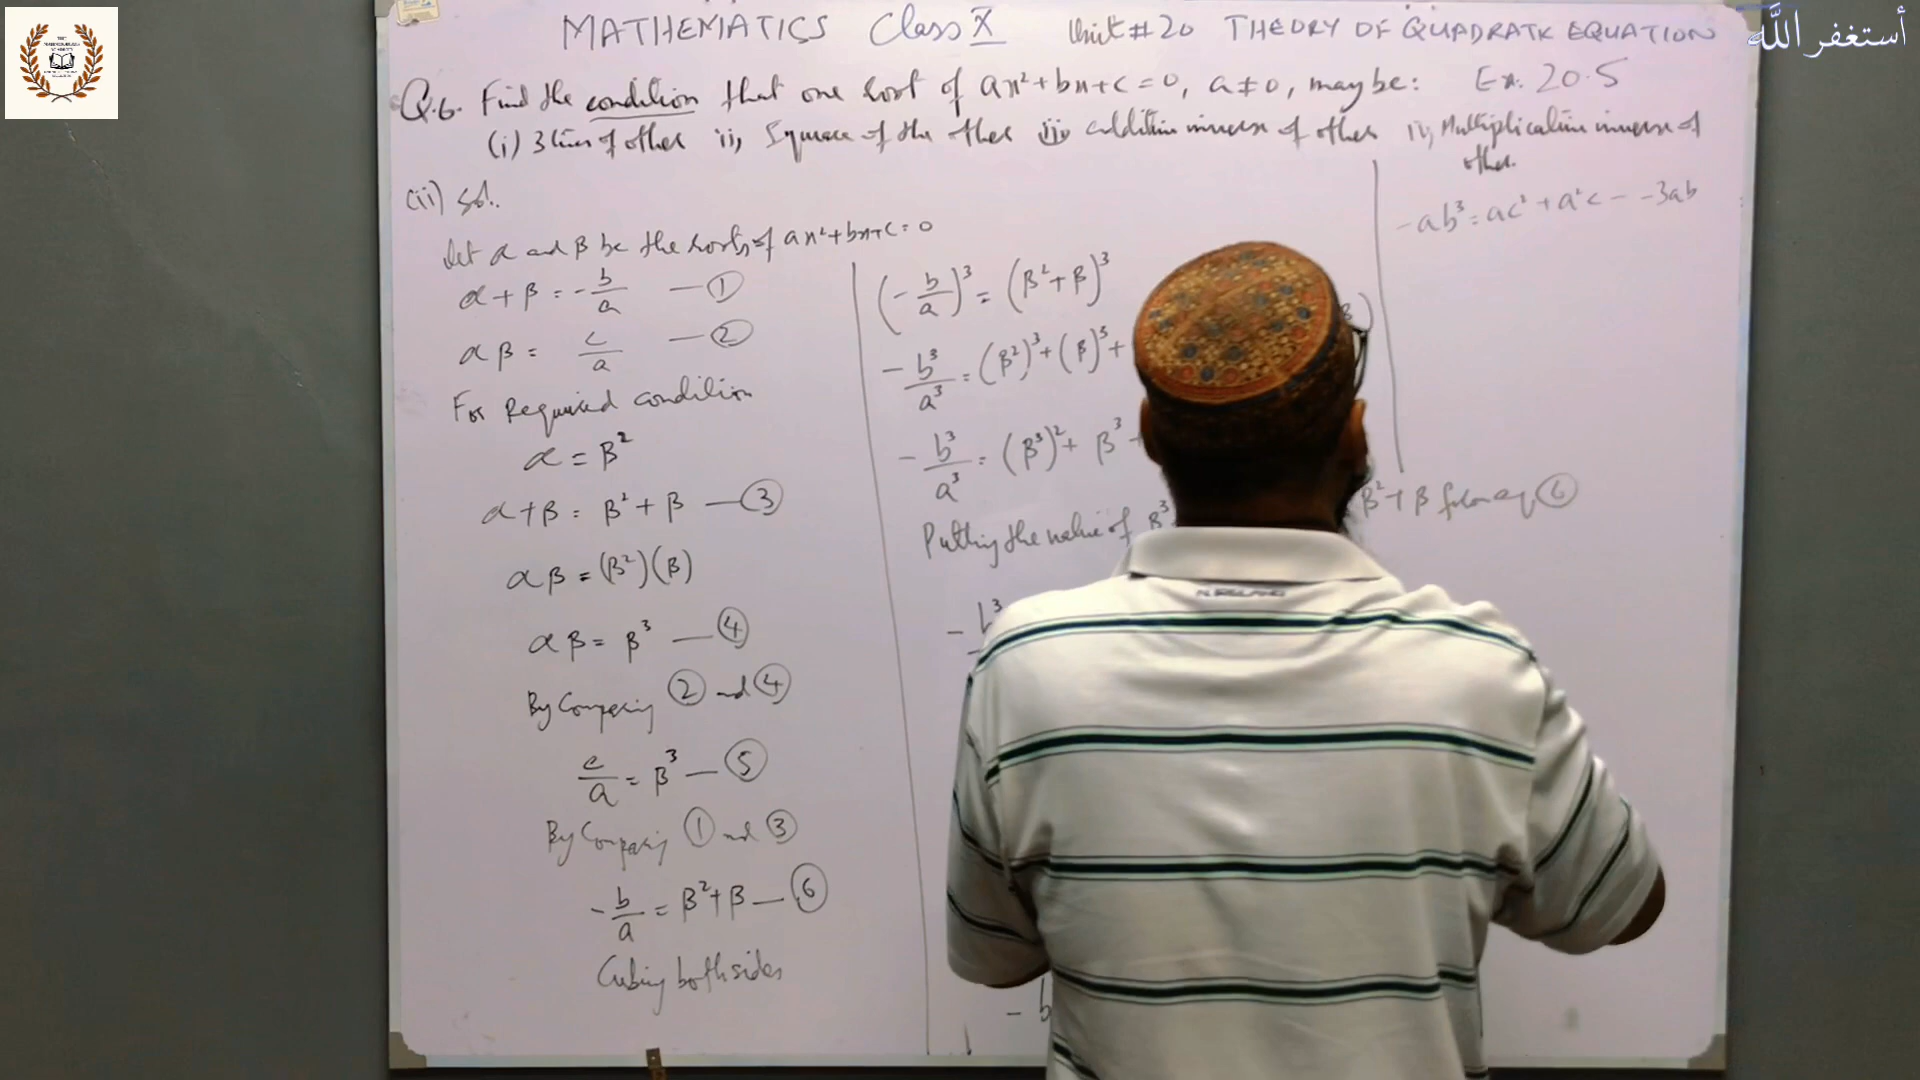 MATHEMATICS Class X Unit # 20 THEORY OF QUADRATIC EQUATION
أستغفر الله
Q.6. Find the condition that one root of ax²+bx+c=0, a≠0, may be: Ex. 20.5
(i) 3 times of other ii, Square of the other iii, additive inverse of other iv, Multiplicative inverse of other.
(ii) Sol.
Let α and β be the roots of ax²+bx+c=0
α+β = -b/a —①
αβ = c/a —②
For Required condition
α = β²
α+β = β²+β —③
αβ = (β²)(β)
αβ = β³ —④
By Comparing ② and ④
c/a = β³ —⑤
By Comparing ① and ③
-b/a = β²+β —⑥
Cubing both sides
(-b/a)³ = (β²+β)³
-b³/a³ = (β²)³+(β)³+
-b³/a³ = (β³)²+β³+
Putting the value of β³ β²+β from eq ⑥
-b³
-b
-ab³ = ac²+a²c - -3ab